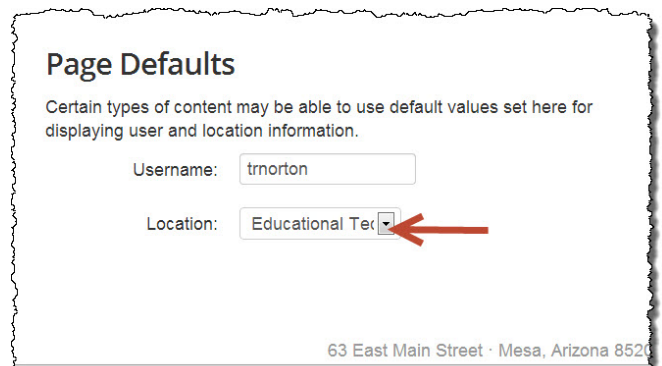 Page Defaults
Certain types of content may be able to use default values set here for
displaying user and location information.
Username: trnorton
Location: Educational Tec
63 East Main Street · Mesa, Arizona 8520